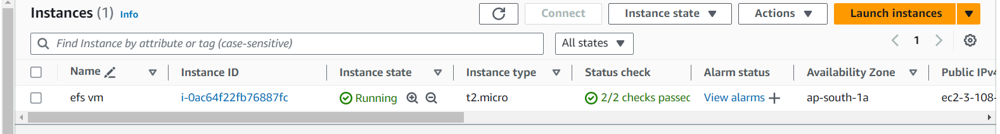 Instances (1) Info
Connect
Instance state
Actions
Launch instances
Find Instance by attribute or tag (case-sensitive)
All states
1
Name Instance ID Instance state Instance type Status check Alarm status Availability Zone Public IPv4
efs vm i-0ac64f22fb76887fc Running t2.micro 2/2 checks passec View alarms + ap-south-1a ec2-3-108-